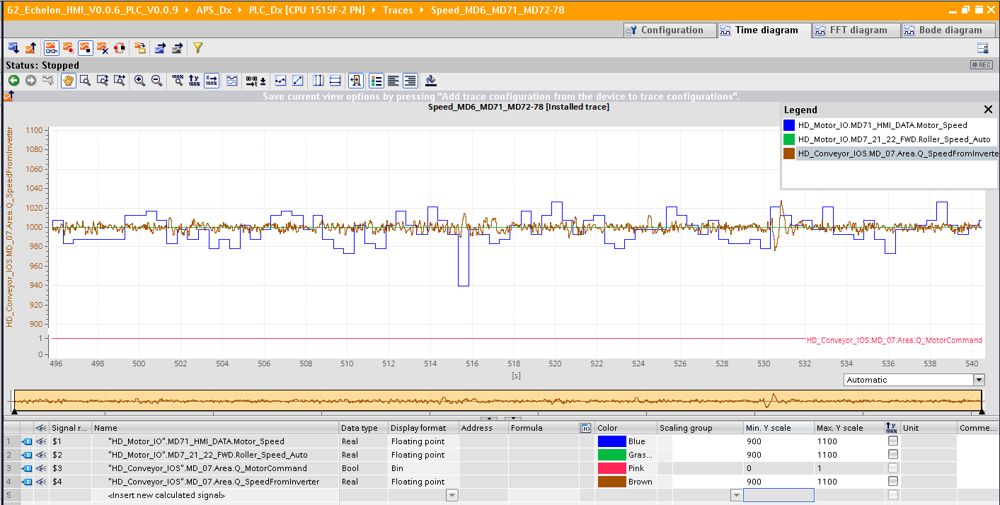 62_Echelon_HMI_V0.0.6_PLC_V0.0.9 APS_Dx PLC_Dx [CPU 1515F-2 PN] Traces Speed_MD6_MD71_MD72-78
Configuration Time diagram FFT diagram Bode diagram
Status: Stopped
REC
Save current view options by pressing "Add trace configuration from the device to trace configurations".
Speed_MD6_MD71_MD72-78 [Installed trace]
Legend
HD_Motor_IO.MD71_HMI_DATA.Motor_Speed
HD_Motor_IO.MD7_21_22_FWD.Roller_Speed_Auto
HD_Conveyor_IOS.MD_07.Area.Q_SpeedFromInverte
HD_Conveyor_IOS.MD_07.Area.Q_SpeedFromInverter
1100
1080
1060
1040
1020
1000
980
960
940
920
900
1
0
HD_Conveyor_IOS.MD_07.Area.Q_MotorCommand
496 498 500 502 504 506 508 510 512 514 516 518 520 522 524 526 528 530 532 534 536 538 540
[s]
Automatic
Signal r... Name Data type Display format Address Formula Color Scaling group Min. Y scale Max. Y scale Unit Comme...
1 $1 "HD_Motor_IO".MD71_HMI_DATA.Motor_Speed Real Floating point Blue 900 1100
2 $2 "HD_Motor_IO".MD7_21_22_FWD.Roller_Speed_Auto Real Floating point Gras... 900 1100
3 $3 "HD_Conveyor_IOS".MD_07.Area.Q_MotorCommand Bool Bin Pink 0 1
4 $4 "HD_Conveyor_IOS".MD_07.Area.Q_SpeedFromInverter Real Floating point Brown 900 1100
5 <Insert new calculated signal>